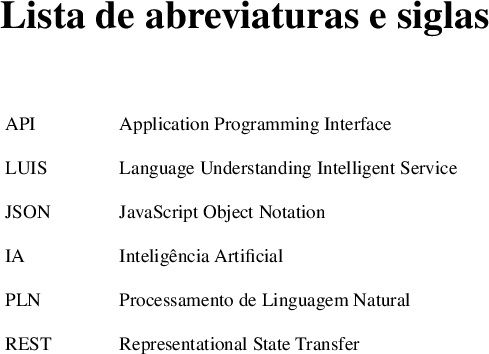 Lista de abreviaturas e siglas
API Application Programming Interface
LUIS Language Understanding Intelligent Service
JSON JavaScript Object Notation
IA Inteligência Artificial
PLN Processamento de Linguagem Natural
REST Representational State Transfer